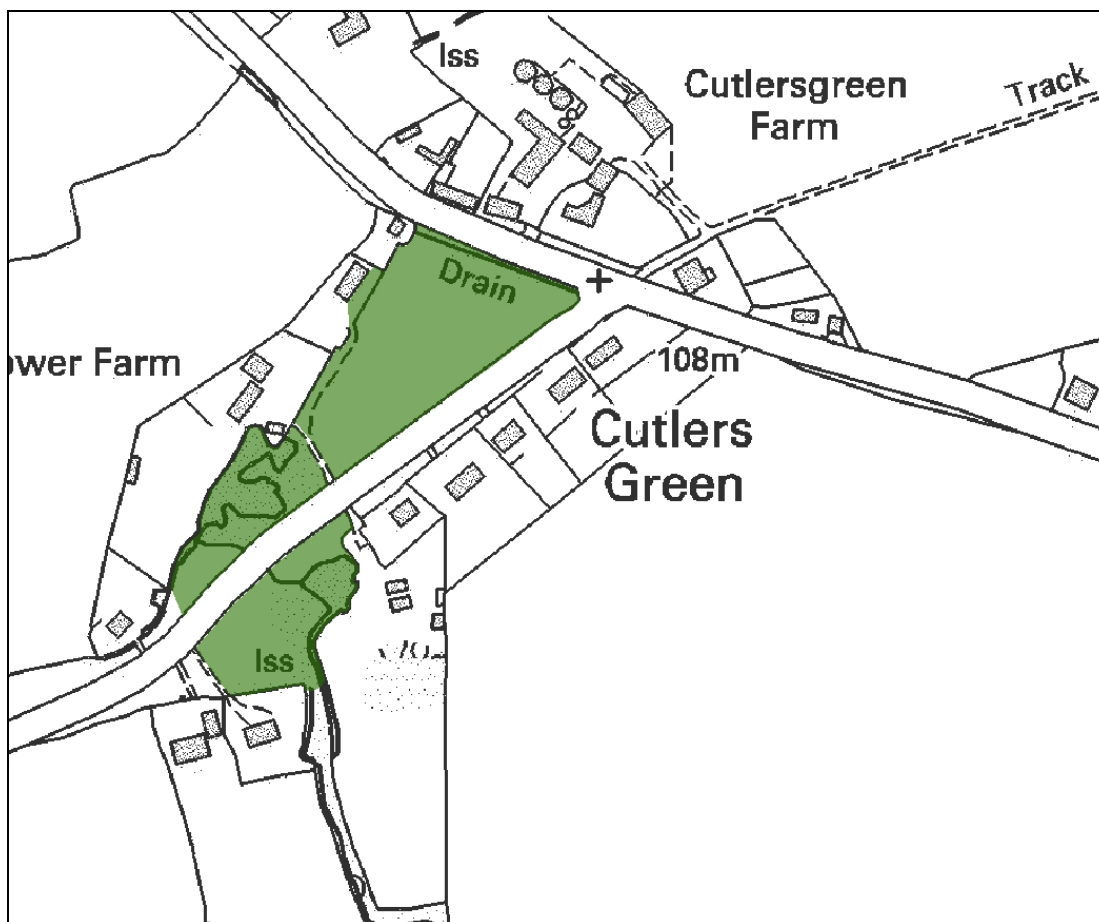 Iss
Cutlersgreen
Farm
Track
Drain
ower Farm
108m
Cutlers
Green
Iss